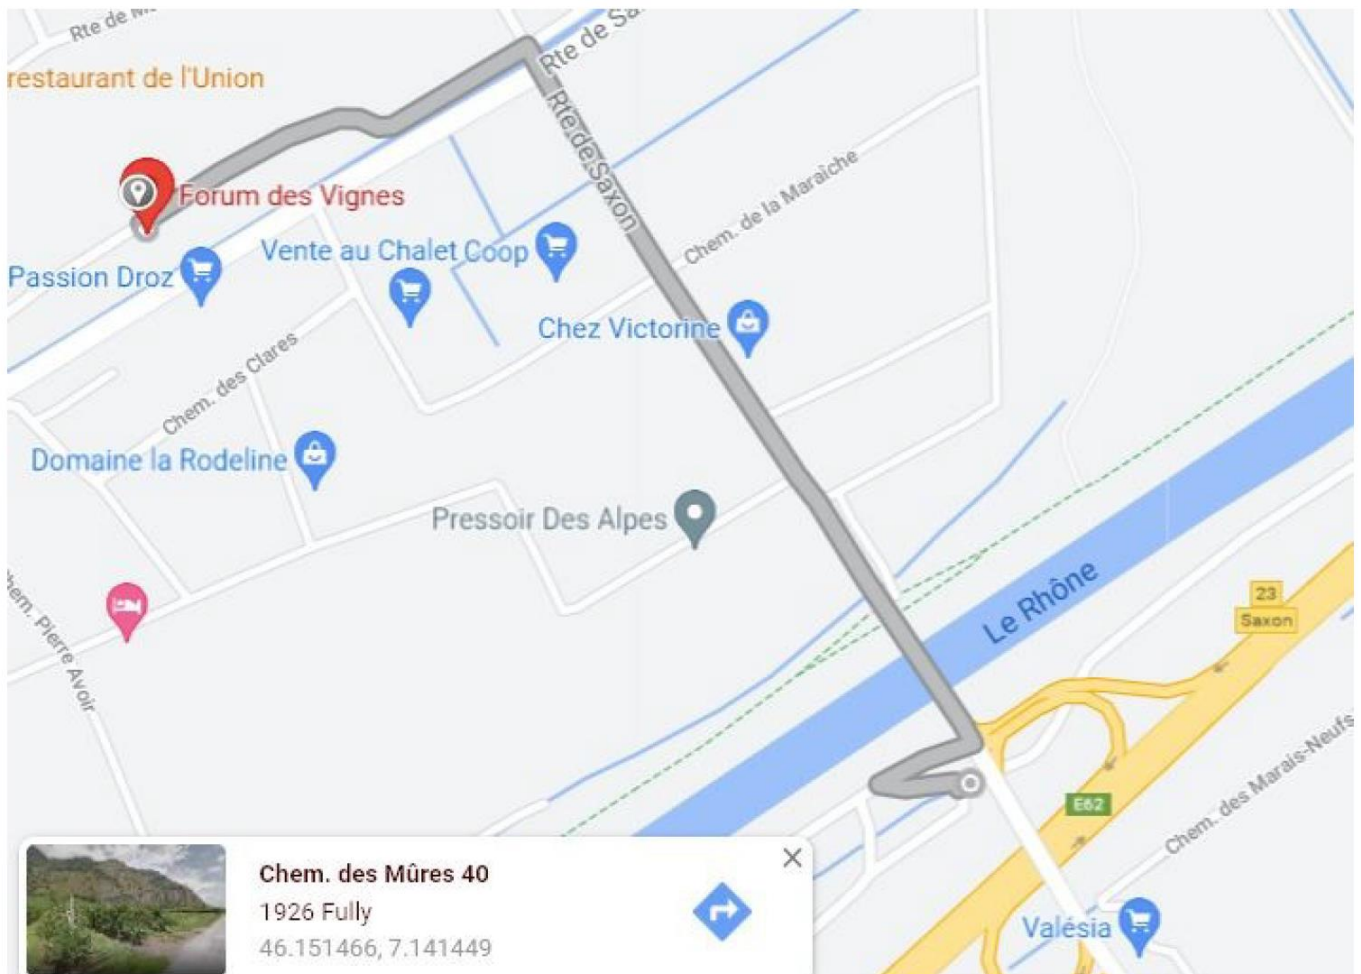 Rte de M
Rte de Sa
restaurant de l'Union
Rte de Saxon
Forum des Vignes
Chem. de la Maraîche
Vente au Chalet Coop
Passion Droz
Chez Victorine
Chem. des Clares
Domaine la Rodeline
Pressoir Des Alpes
Le Rhône
23
Saxon
hem. Pierre Avoir
Chem. des Marais-Neufs
E62
Valésia
Chem. des Mûres 40
1926 Fully
46.151466, 7.141449